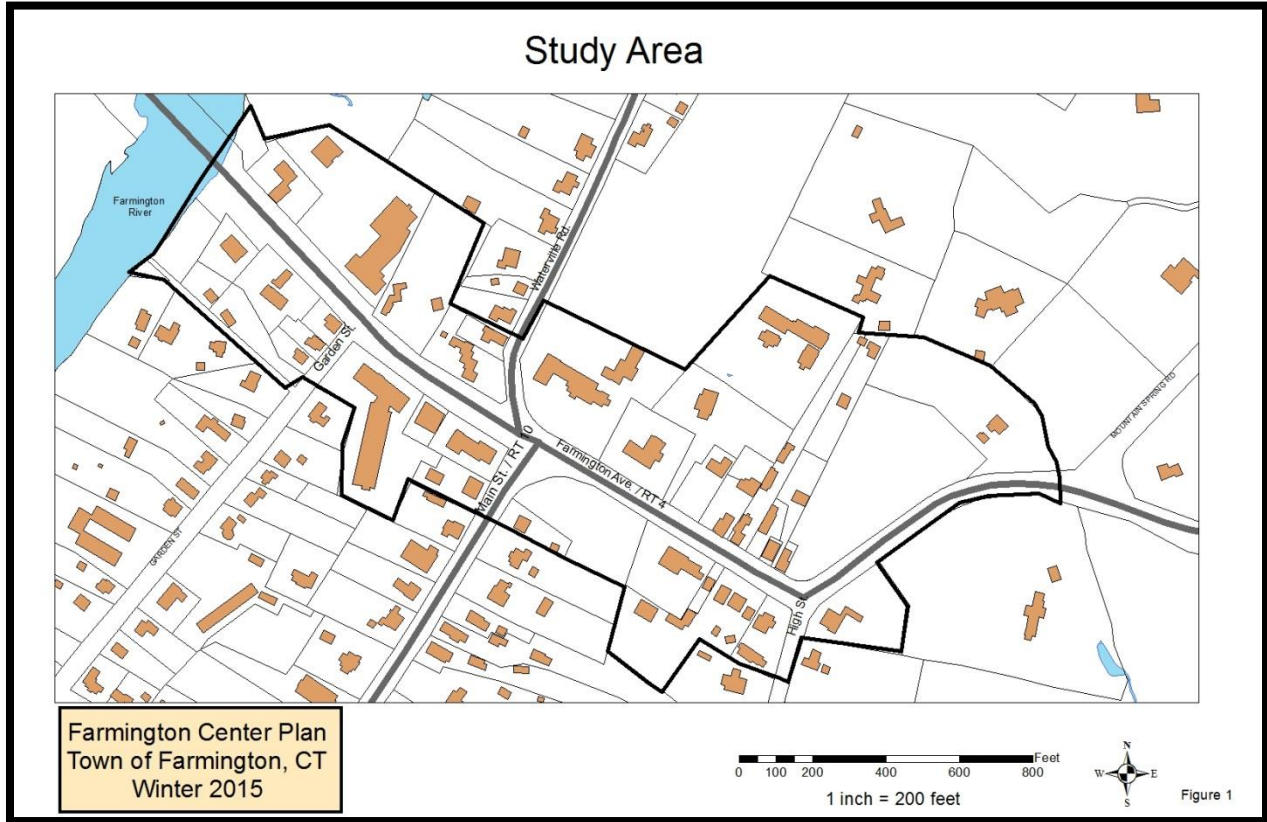 Study Area
Farmington
River
Waterville Rd.
Garden St.
MOUNTAIN SPRING RD
Main St. / RT 10
Farmington Ave. / RT 4
GARDEN ST
High St.
Farmington Center Plan
Town of Farmington, CT
Winter 2015
Feet
0 100 200 400 600 800
1 inch = 200 feet
N
W E
S
Figure 1